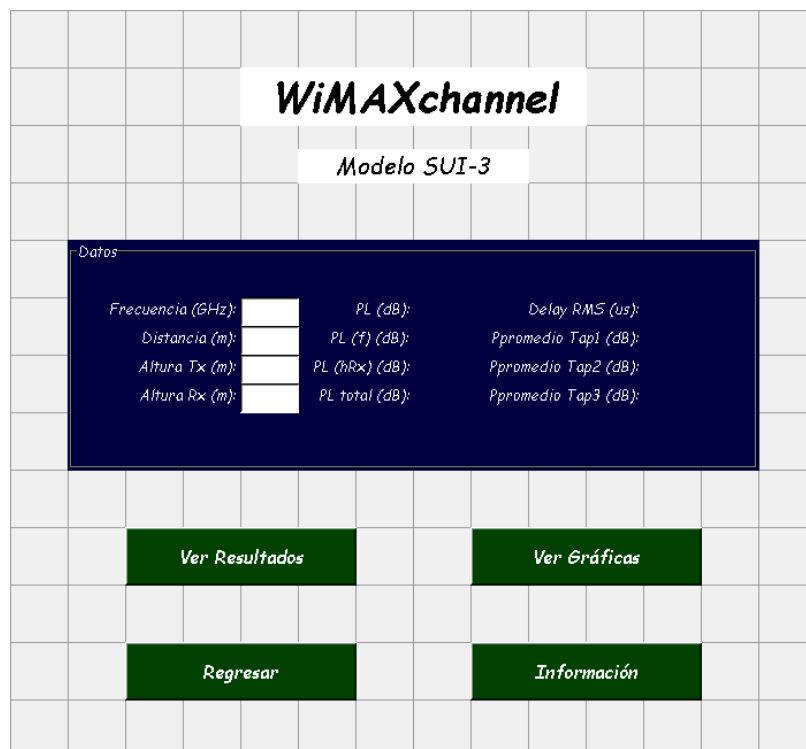 WiMAXchannel
Modelo SUI-3
Datos
Frecuencia (GHz): PL (dB): Delay RMS (us):
Distancia (m): PL (f) (dB): Ppromedio Tap1 (dB):
Altura Tx (m): PL (hRx) (dB): Ppromedio Tap2 (dB):
Altura Rx (m): PL total (dB): Ppromedio Tap3 (dB):
Ver Resultados Ver Gráficas
Regresar Información